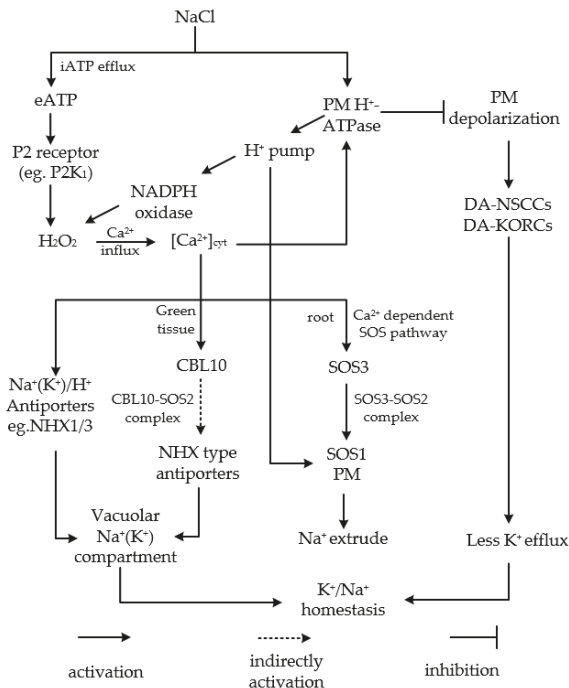 NaCl
iATP efflux
eATP
PM H⁺-
ATPase
PM
depolarization
P2 receptor
(eg. P2K₁)
H⁺ pump
NADPH
oxidase
DA-NSCCs
DA-KORCs
H₂O₂
Ca²⁺
influx
[Ca²⁺]cyt
Green
tissue
root
Ca²⁺ dependent
SOS pathway
CBL10
SOS3
Na⁺(K⁺)/H⁺
Antiporters
eg.NHX1/3
CBL10-SOS2
complex
SOS3-SOS2
complex
NHX type
antiporters
SOS1
PM
Vacuolar
Na⁺(K⁺)
compartment
Na⁺ extrude
Less K⁺ efflux
K⁺/Na⁺
homestasis
activation
indirectly
activation
inhibition